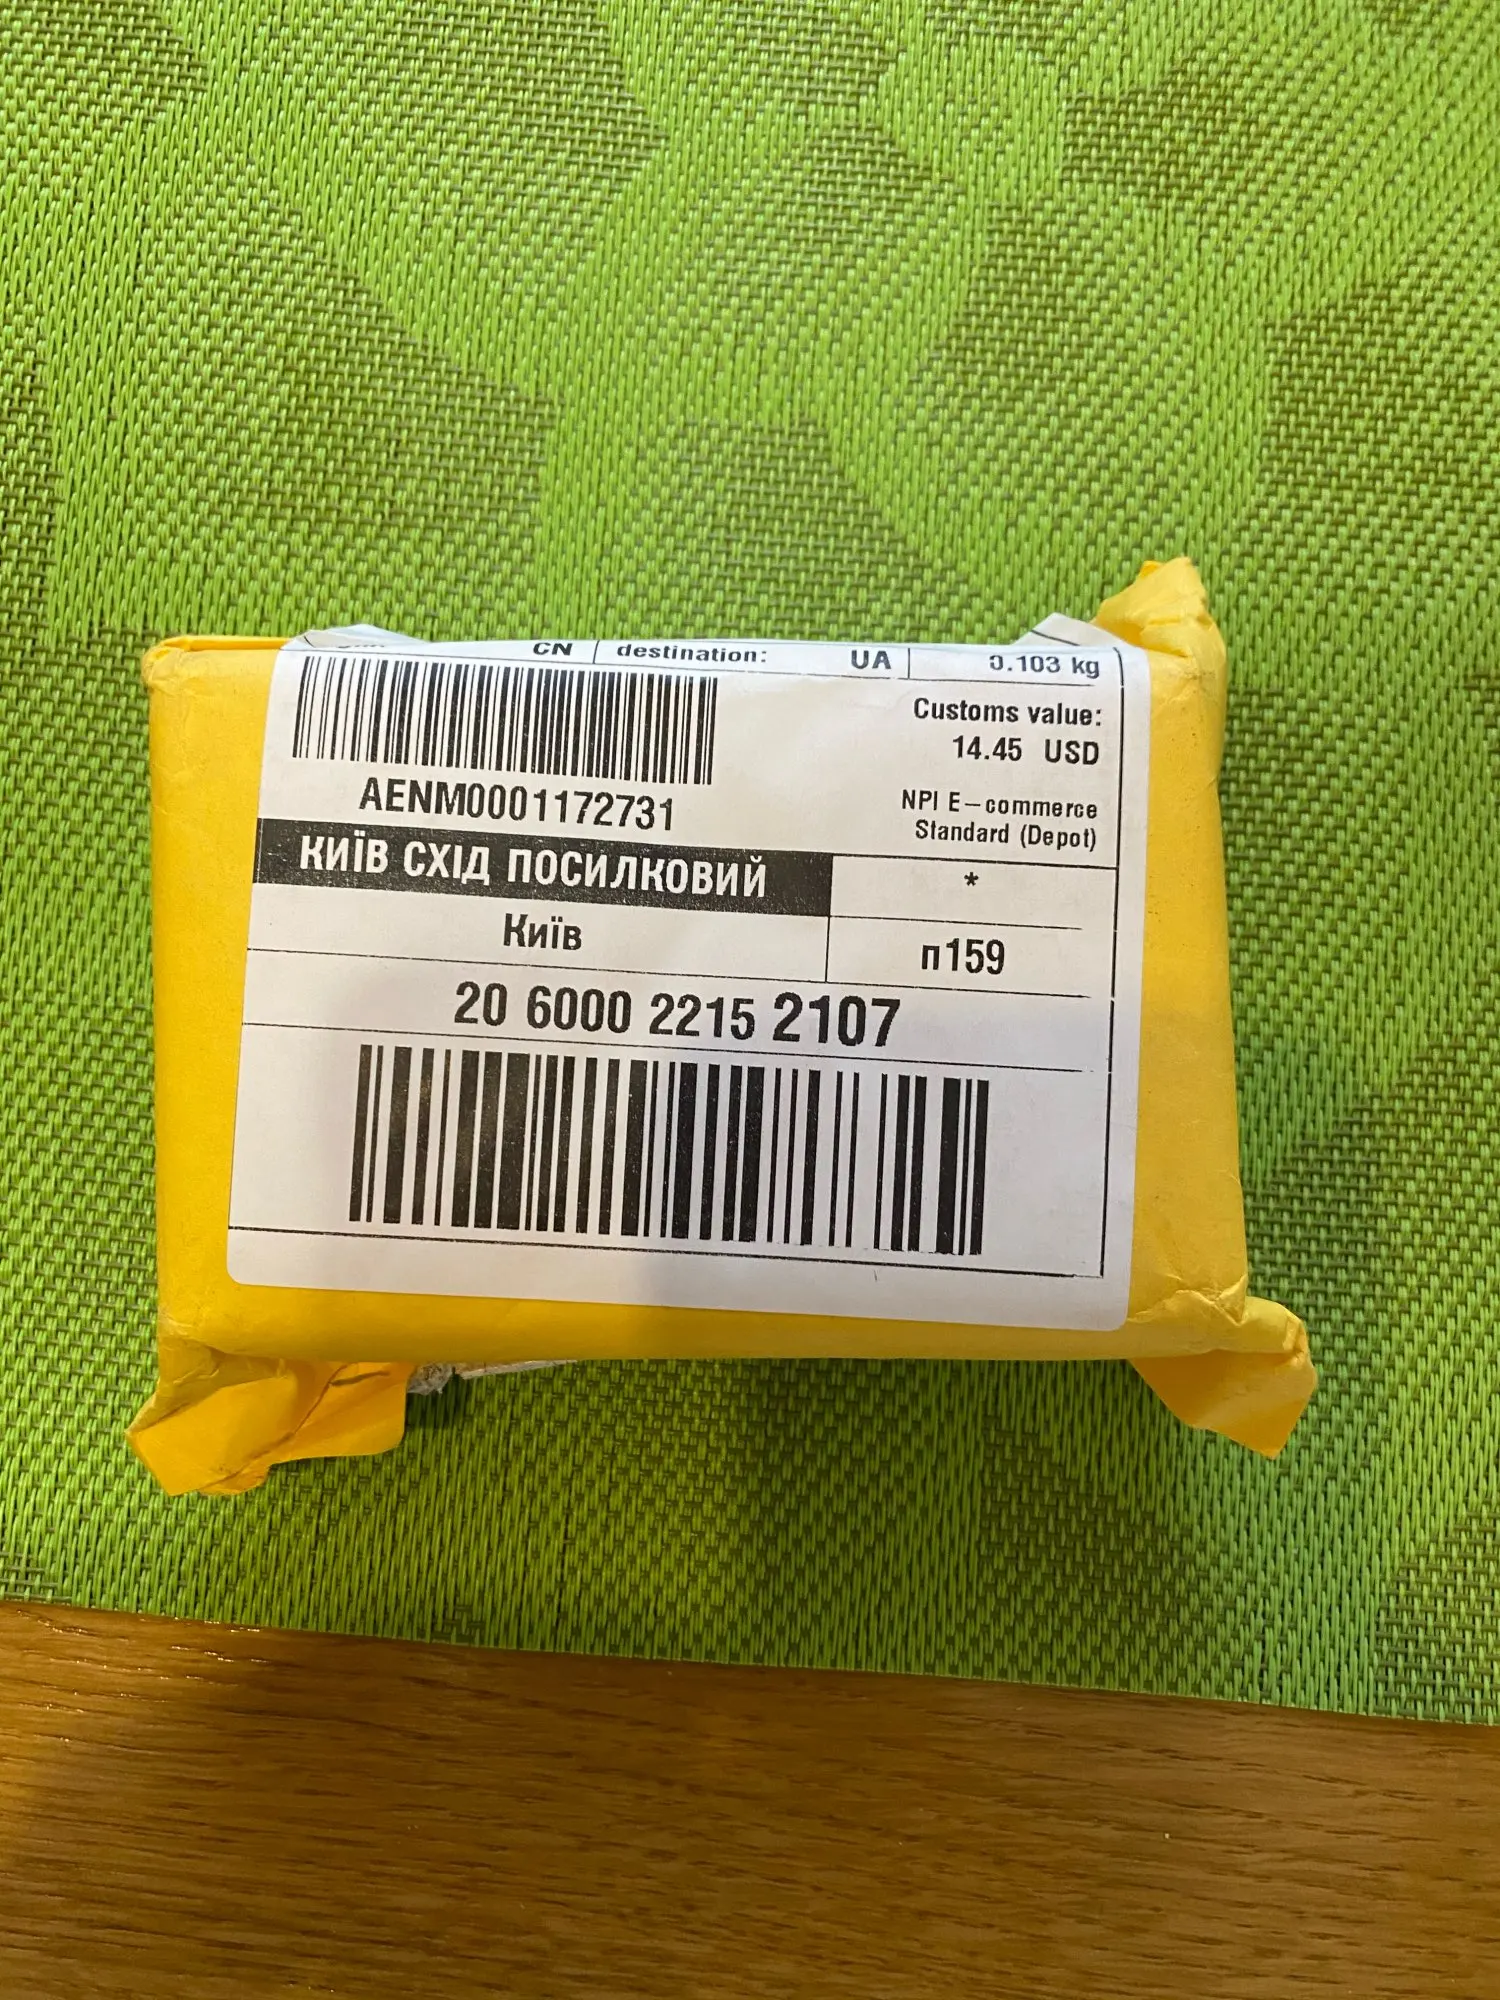 CN destination: UA 0.103 kg
Customs value:
14.45 USD
AENM0001172731
NPI E-commerce
Standard (Depot)
КИЇВ СХІД ПОСИЛКОВИЙ
*
Київ
п159
20 6000 2215 2107